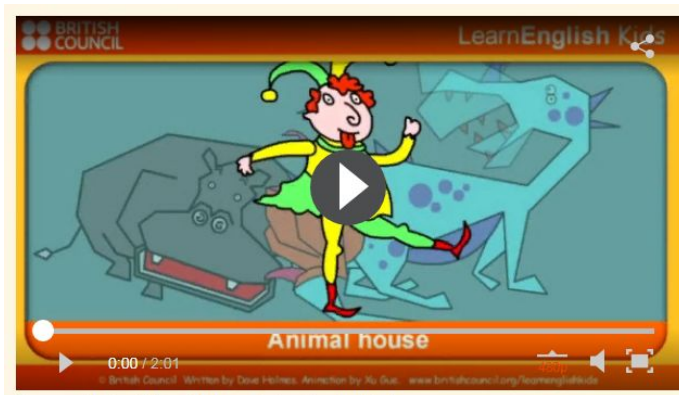 BRITISH
COUNCIL
LearnEnglish Kids
Animal house
0:00 / 2:01
480p
© British Council Written by Dave Holmes. Animation by Xu Gue. www.britishcouncil.org/learnenglishkids